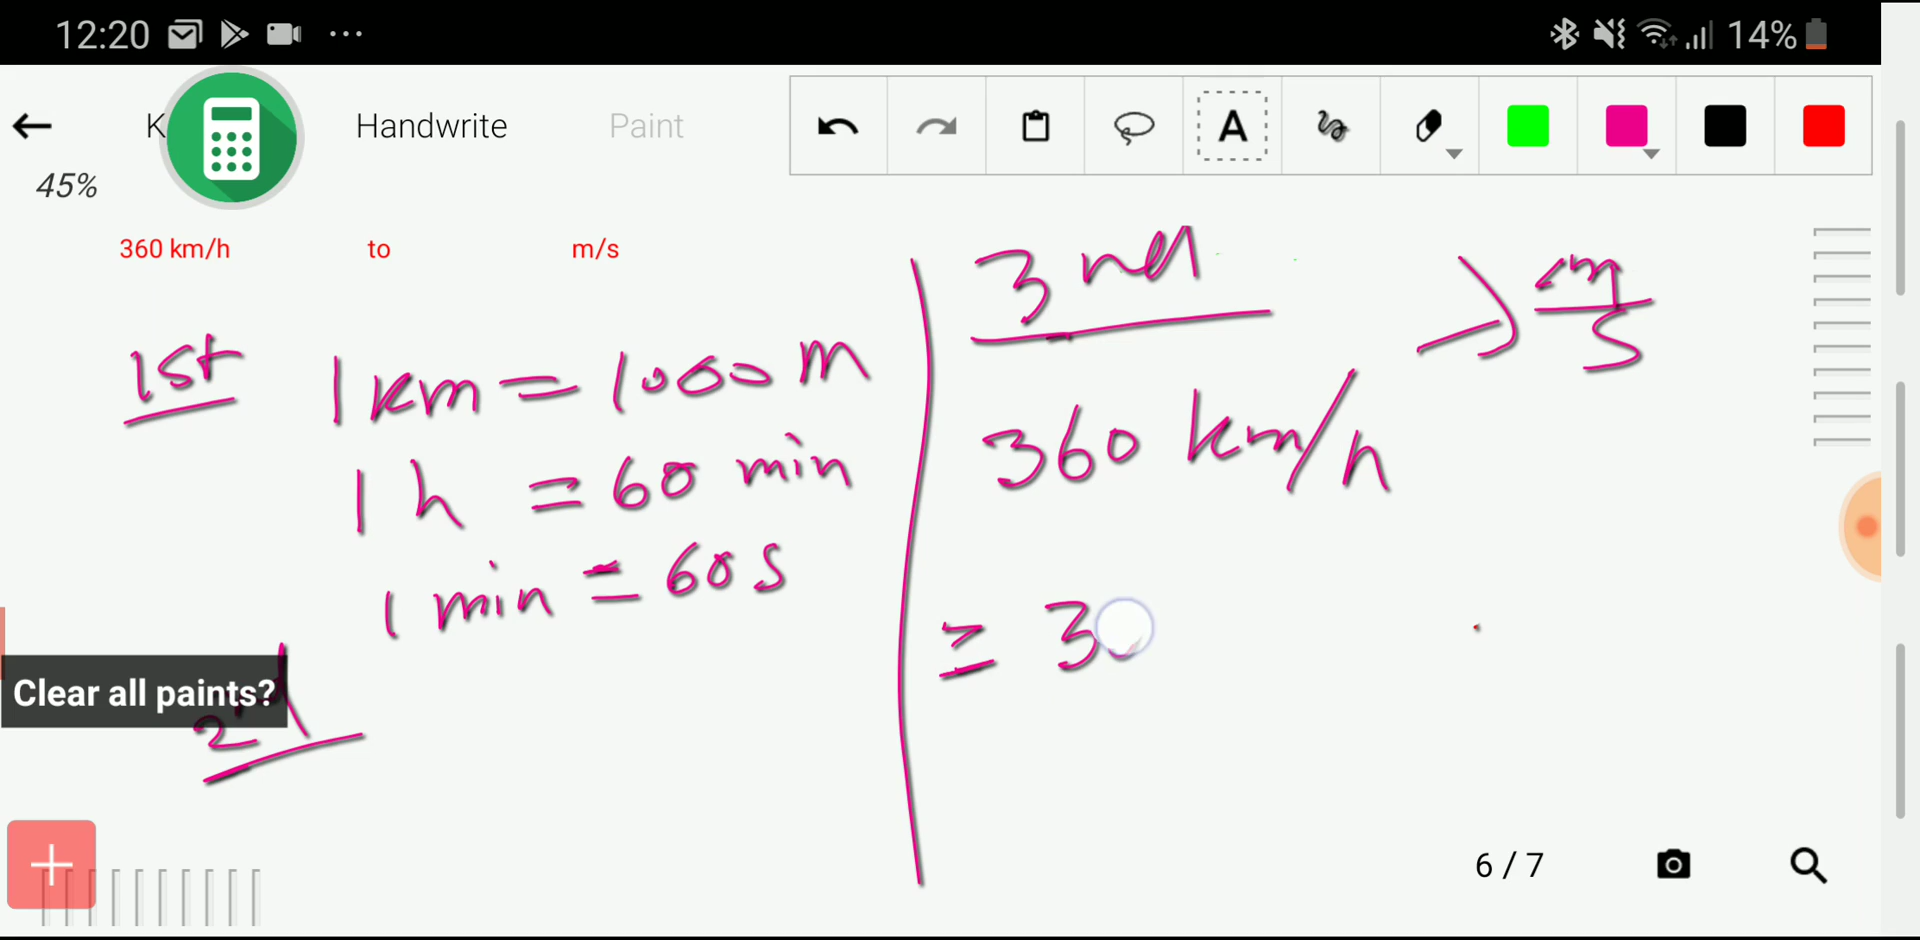 12:20 ... 14%
Handwrite Paint A
45%
360 km/h to m/s
1st 1 km = 1000 m
1 h = 60 min
1 min = 60 s
Clear all paints?
3 nd
m/s
360 km/h
= 3
6 / 7